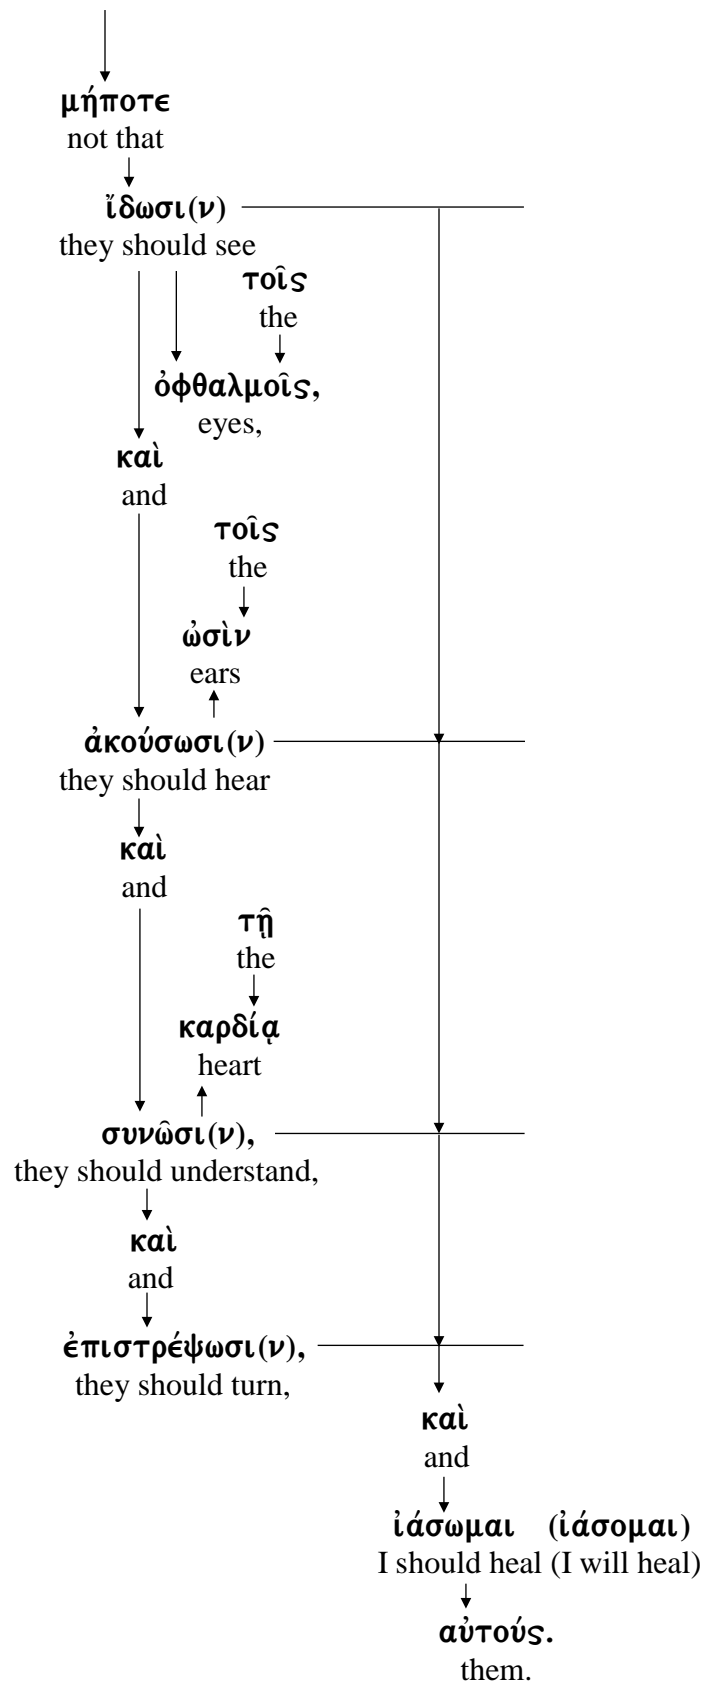 μήποτε
not that
ἴδωσι(ν)
they should see
τοῖς
the
ὀφθαλμοῖς,
eyes,
καὶ
and
τοῖς
the
ὠσὶν
ears
ἀκούσωσι(ν)
they should hear
καὶ
and
τῇ
the
καρδίᾳ
heart
συνῶσι(ν),
they should understand,
καὶ
and
ἐπιστρέψωσι(ν),
they should turn,
καὶ
and
ἰάσωμαι (ἰάσομαι)
I should heal (I will heal)
αὐτούς.
them.